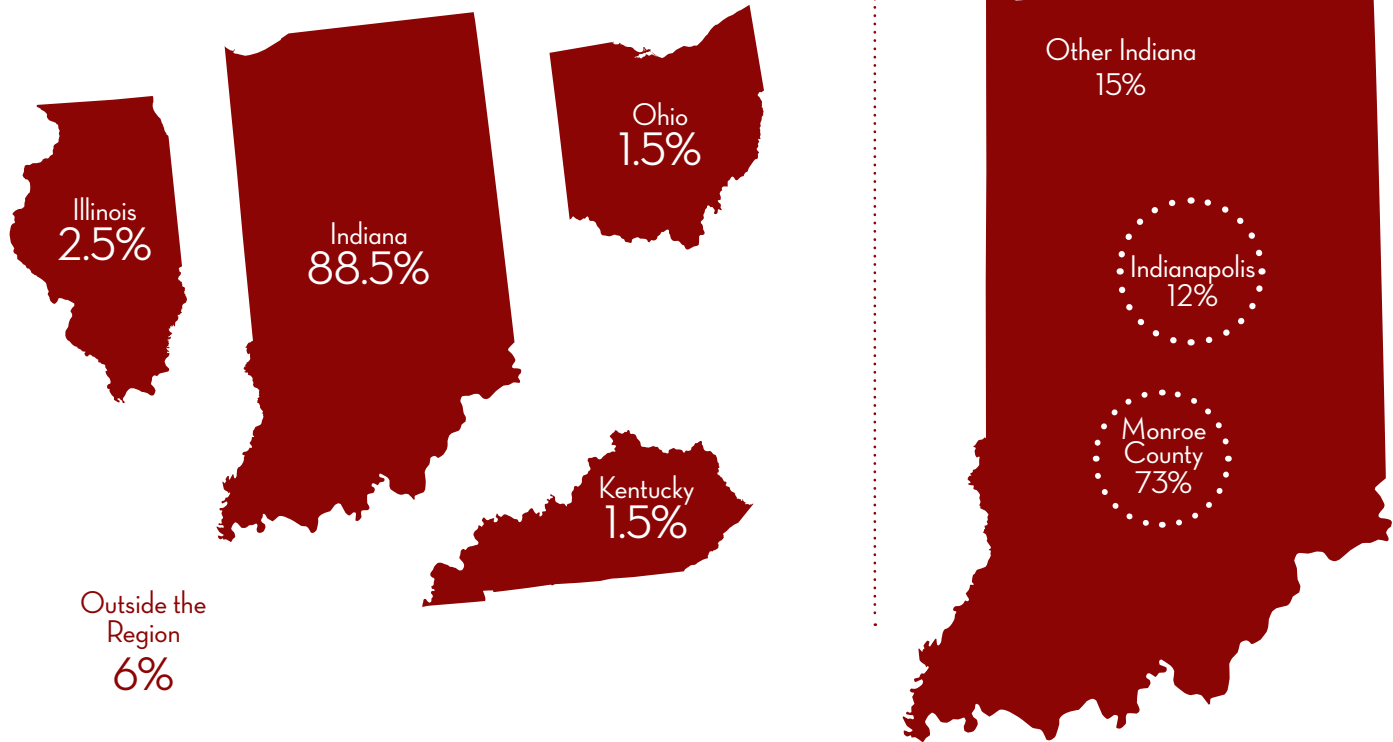 Illinois
2.5%
Indiana
88.5%
Ohio
1.5%
Kentucky
1.5%
Outside the
Region
6%
Other Indiana
15%
Indianapolis
12%
Monroe
County
73%